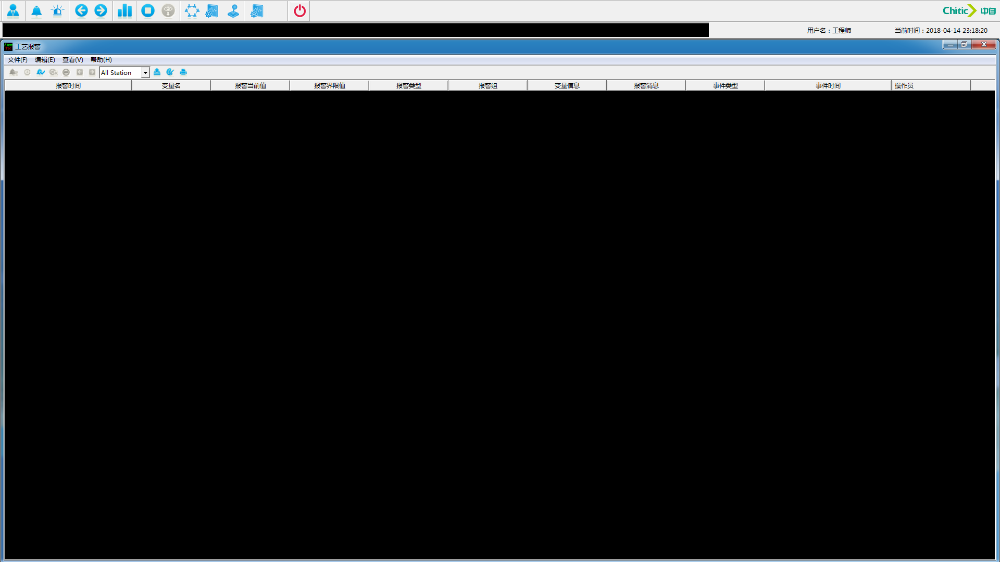 Chitic 中自
用户名：工程师 当前时间：2018-04-14 23:18:20
工艺报警
文件(F) 编辑(E) 查看(V) 帮助(H)
All Station
报警时间 变量名 报警当前值 报警界限值 报警类型 报警组 变量信息 报警消息 事件类型 事件时间 操作员